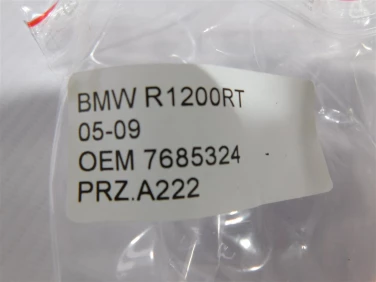 BMW R1200RT
05-09
OEM 7685324
PRZ.A222